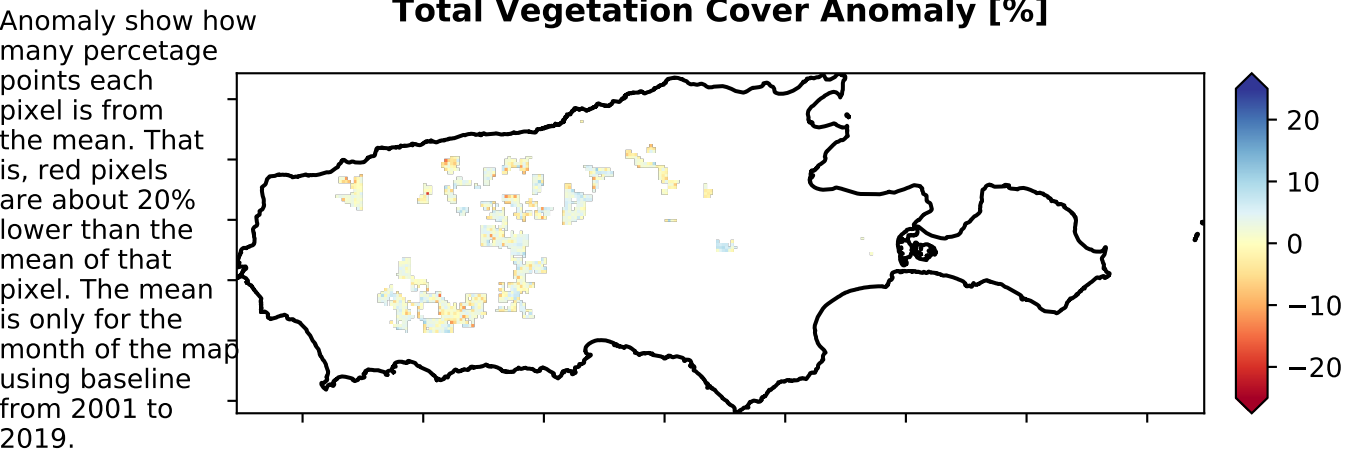 Total Vegetation Cover Anomaly [%]
Anomaly show how
many percetage
points each
pixel is from
the mean. That
is, red pixels
are about 20%
lower than the
mean of that
pixel. The mean
is only for the
month of the map
using baseline
from 2001 to
2019.
20
10
0
−10
−20